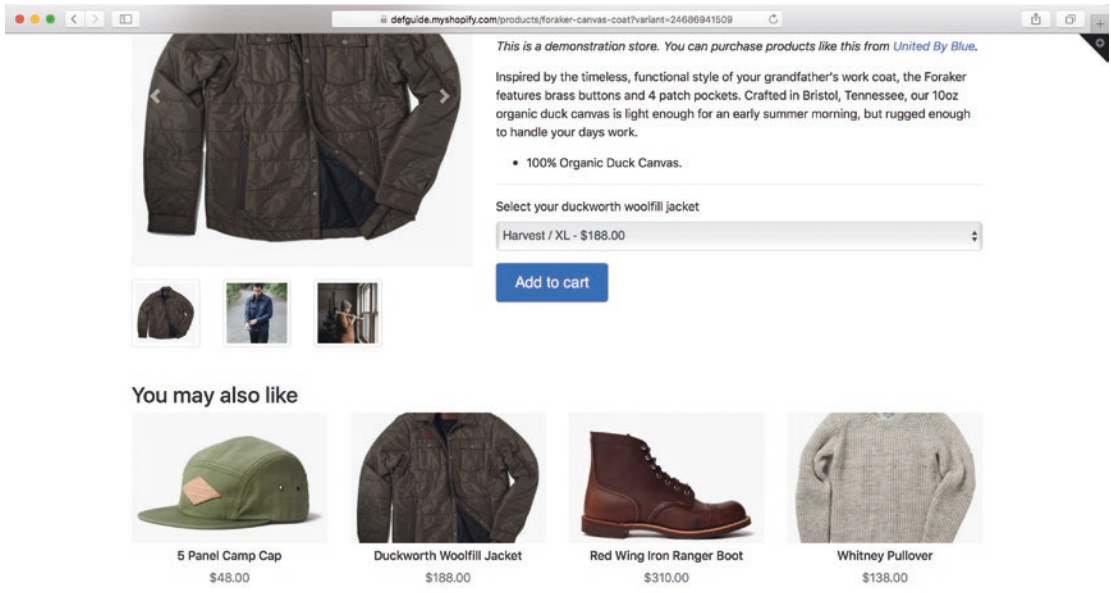 defguide.myshopify.com/products/foraker-canvas-coat?variant=24686941509
This is a demonstration store. You can purchase products like this from United By Blue.
Inspired by the timeless, functional style of your grandfather's work coat, the Foraker
features brass buttons and 4 patch pockets. Crafted in Bristol, Tennessee, our 10oz
organic duck canvas is light enough for an early summer morning, but rugged enough
to handle your days work.
• 100% Organic Duck Canvas.
Select your duckworth woolfill jacket
Harvest / XL - $188.00
Add to cart
You may also like
5 Panel Camp Cap
$48.00
Duckworth Woolfill Jacket
$188.00
Red Wing Iron Ranger Boot
$310.00
Whitney Pullover
$138.00